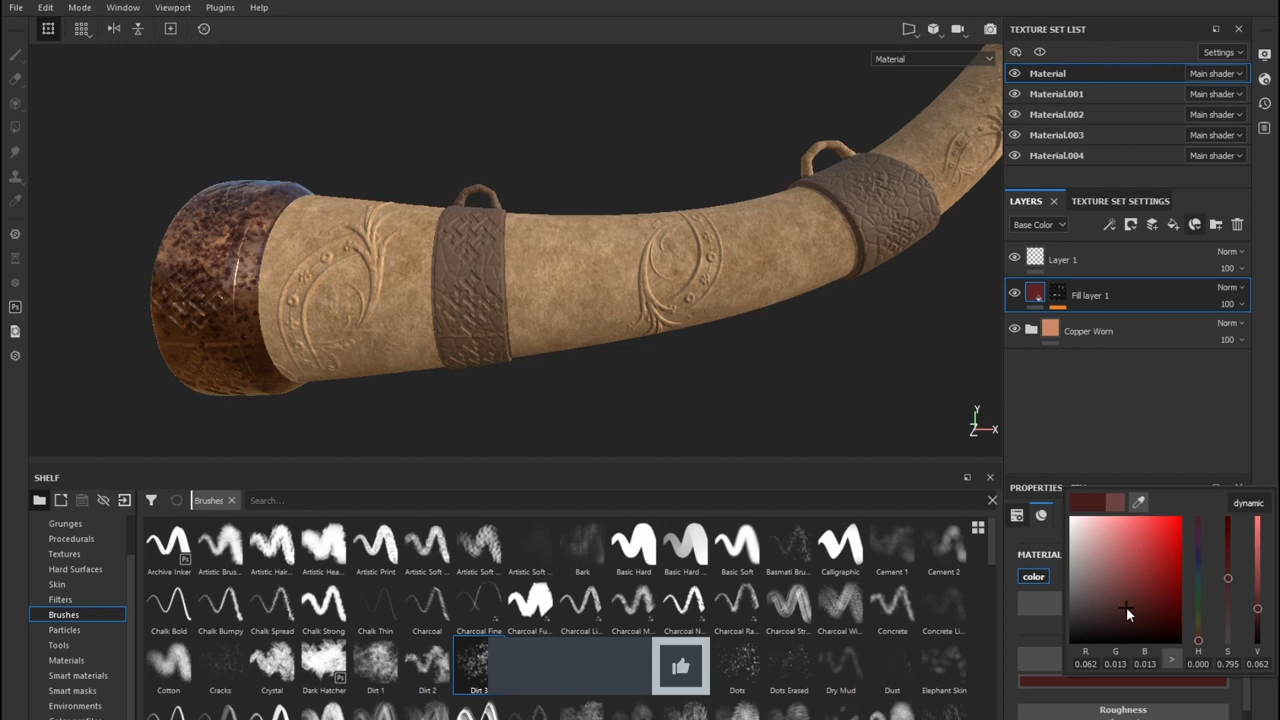 File Edit Mode Window Viewport Plugins Help
Material
TEXTURE SET LIST
Settings
Material Main shader
Material.001 Main shader
Material.002 Main shader
Material.003 Main shader
Material.004 Main shader
LAYERS TEXTURE SET SETTINGS
Base Color
Layer 1 Norm 100
Fill layer 1 Norm 100
Copper Worn Norm 100
Y
Z X
SHELF
Brushes Search...
Grunges
Procedurals
Textures
Hard Surfaces
Skin
Filters
Brushes
Particles
Tools
Materials
Smart materials
Smart masks
Environments
Archive Inker Artistic Brus... Artistic Hair... Artistic Hea... Artistic Print Artistic Soft ... Artistic Soft ... Artistic Soft ... Bark Basic Hard Basic Hard ... Basic Soft Basmati Bru... Calligraphic Cement 1 Cement 2
Chalk Bold Chalk Bumpy Chalk Spread Chalk Strong Chalk Thin Charcoal Charcoal Fine Charcoal Fu... Charcoal Li... Charcoal M... Charcoal N... Charcoal Ra... Charcoal Str... Charcoal Wi... Concrete Concrete Li...
Cotton Cracks Crystal Dark Hatcher Dirt 1 Dirt 2 Dirt 3 Dots Dots Erased Dry Mud Dust Elephant Skin
Ps
Ps
Ps
PROPERTIES
dynamic
MATERIAL
color
R G B H S V
0.062 0.013 0.013 > 0.000 0.795 0.062
Roughness